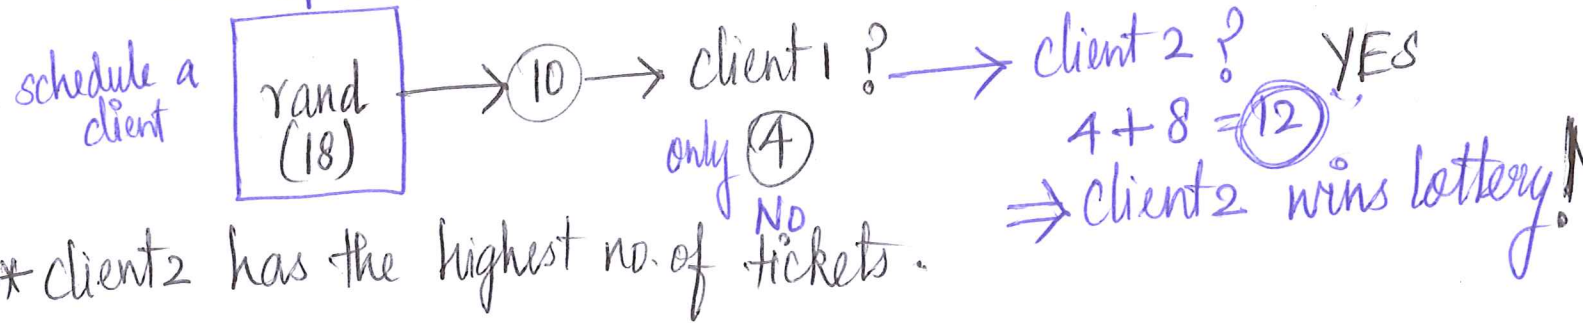 schedule a
client
rand
(18)
10
client 1 ?
only 4
NO
client 2 ?
YES
4 + 8 = 12
⇒ client 2 wins lottery!
* client 2 has the highest no. of tickets.